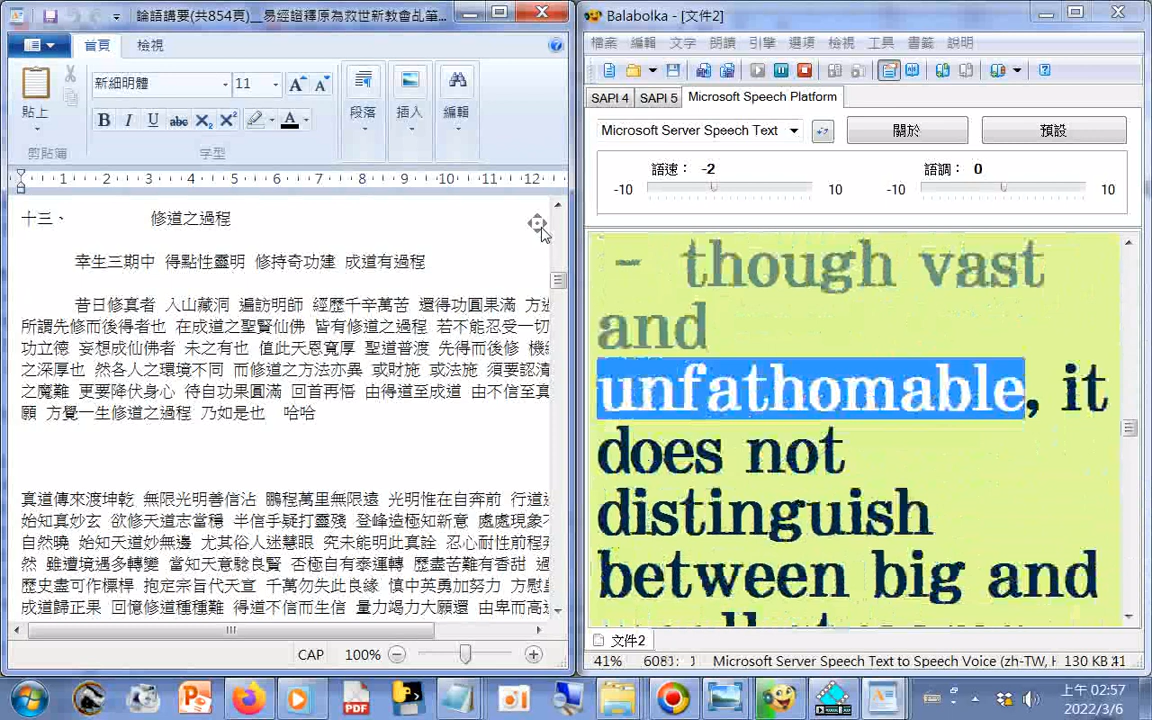 論語講要(共854頁)__易經證釋原為救世新教會乩筆...
首頁 檢視
新細明體 11
貼上
段落 插入 編輯
剪貼簿 字型
1 2 3 4 5 6 7 8 9 10 11 12
十三、 修道之過程
幸生三期中 得點性靈明 修持奇功建 成道有過程
昔日修真者 入山藏洞 遍訪明師 經歷千辛萬苦 還得功圓果滿 方
所謂先修而後得者也 在成道之聖賢仙佛 皆有修道之過程 若不能忍受一切
功立德 妄想成仙佛者 未之有也 值此天恩寬厚 聖道普渡 先得而後修
之深厚也 然各人之環境不同 而修道之方法亦異 或財施 或法施 須要認清
之魔難 更要降伏身心 待自功果圓滿 回首再悟 由得道至成道 由不信至真
願 方覺一生修道之過程 乃如是也 哈哈
真道傳來渡坤乾 無限光明善信沾 鵬程萬里無限遠 光明惟在自奔前 行道
始知真妙玄 欲修天道志當穩 半信乎疑打靈殘 登峰造極知新意 處處現象
自然曉 始知天道妙無邊 尤其俗人迷慧眼 究未能明此真詮 忍心耐性前程
然 雖遭境遇多轉變 當知天意騐良賢 否極自有泰運轉 歷盡苦難有香甜
歷史盡可作標桿 抱定宗旨代天宣 千萬勿失此良緣 慎中英勇加努力 方慰
成道歸正果 回憶修道種種難 得道不信而生信 量力竭力大願還 由卑而高
CAP 100%
Balabolka - [文件2]
檔案 編輯 文字 朗讀 引擎 選項 檢視 工具 書籤 說明
SAPI 4 SAPI 5 Microsoft Speech Platform
Microsoft Server Speech Text 關於 預設
語速: -2 語調: 0
-10 10 -10 10
- though vast
and
unfathomable, it
does not
distinguish
between big and
文件2
41% 6081: Microsoft Server Speech Text to Speech Voice (zh-TW, 130 KB
上午 02:57
2022/3/6